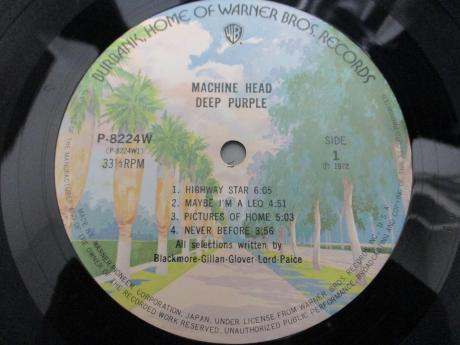 BURBANK, HOME OF WARNER BROS. RECORDS
WB
MACHINE HEAD
DEEP PURPLE
P-8224W
(P-8224W1)
33⅓RPM
SIDE
1
Ⓟ 1972
1. HIGHWAY STAR 6:05
2. MAYBE I'M A LEO 4:51
3. PICTURES OF HOME 5:03
4. NEVER BEFORE 3:56
All selections written by
Blackmore-Gillan-Glover-Lord-Paice
CORPORATION, JAPAN, UNDER LICENSE FROM WARNER BROS. RECORDS INC.
OF THE RECORDED WORK RESERVED. UNAUTHORIZED PUBLIC PERFORMANCE